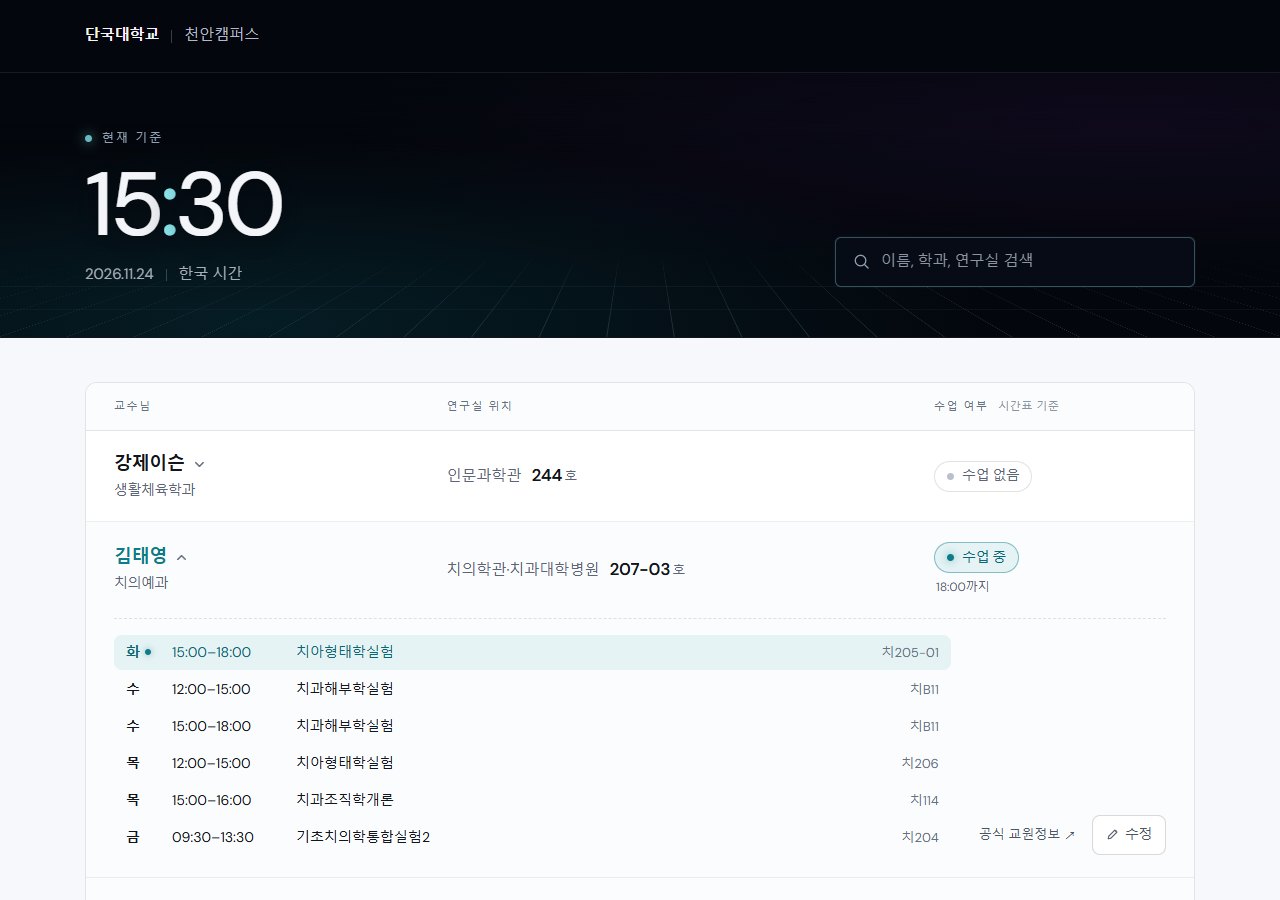 단국대학교 | 천안캠퍼스
현재 기준
15:30
2026.11.24 | 한국 시간
이름, 학과, 연구실 검색
교수님 연구실 위치 수업 여부 시간표 기준
강제이슨
생활체육학과
인문과학관 244호
수업 없음
김태영
치의예과
치의학관·치과대학병원 207-03호
수업 중
18:00까지
화 15:00–18:00 치아형태학실험 치205-01
수 12:00–15:00 치과해부학실험 치B11
수 15:00–18:00 치과해부학실험 치B11
목 12:00–15:00 치아형태학실험 치206
목 15:00–16:00 치과조직학개론 치114
금 09:30–13:30 기초치의학통합실험2 치204
공식 교원정보 ↗ 수정